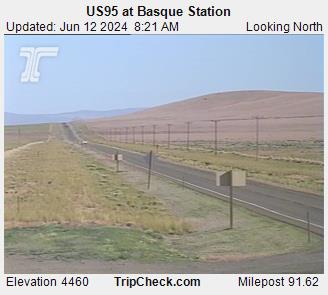 US95 at Basque Station
Updated: Jun 12 2024 8:21 AM Looking North
Elevation 4460 TripCheck.com Milepost 91.62